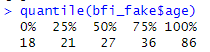 > quantile(bfi_fake$age)
0% 25% 50% 75% 100%
18 21 27 36 86